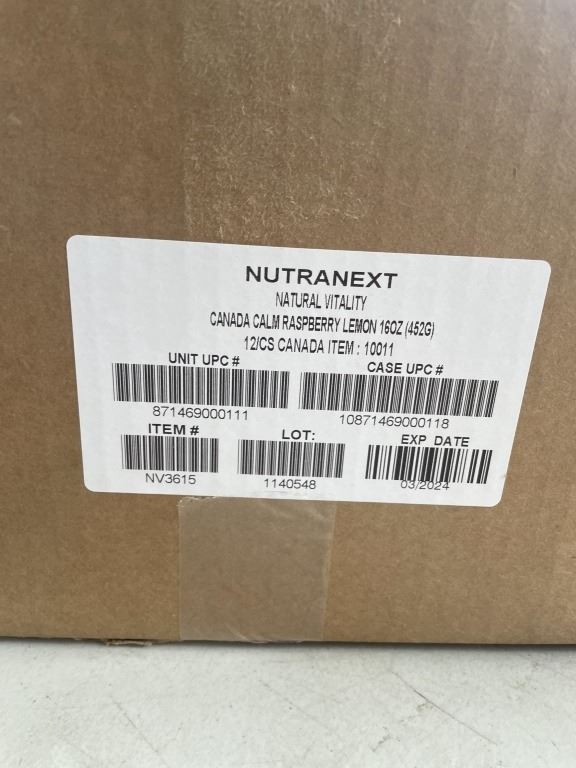 NUTRANEXT
NATURAL VITALITY
CANADA CALM RASPBERRY LEMON 16OZ (452G)
12/CS CANADA ITEM : 10011
UNIT UPC # CASE UPC #
871469000111 10871469000118
ITEM # LOT: EXP DATE
NV3615 1140548 03/2024